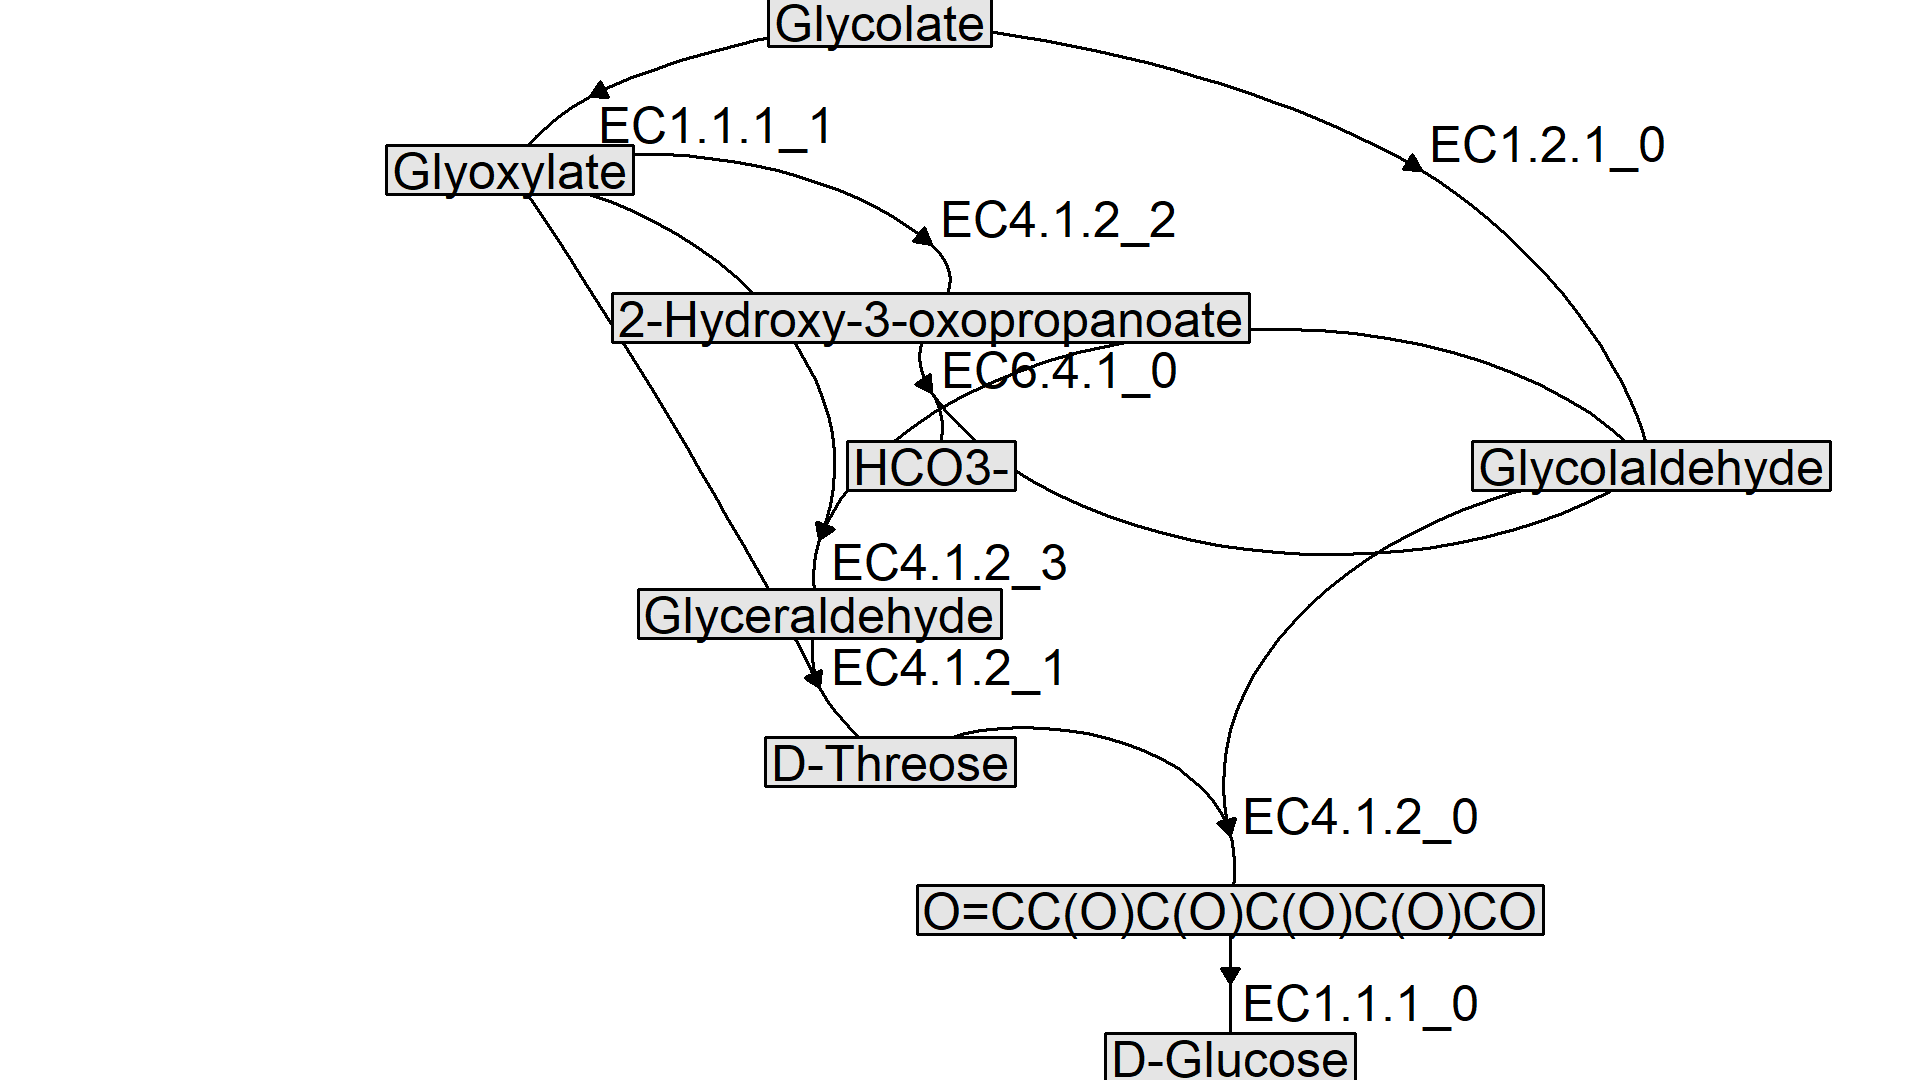 Glycolate
EC1.1.1_1
EC1.2.1_0
Glyoxylate
EC4.1.2_2
2-Hydroxy-3-oxopropanoate
EC6.4.1_0
HCO3-
Glycolaldehyde
EC4.1.2_3
Glyceraldehyde
EC4.1.2_1
D-Threose
EC4.1.2_0
O=CC(O)C(O)C(O)C(O)CO
EC1.1.1_0
D-Glucose